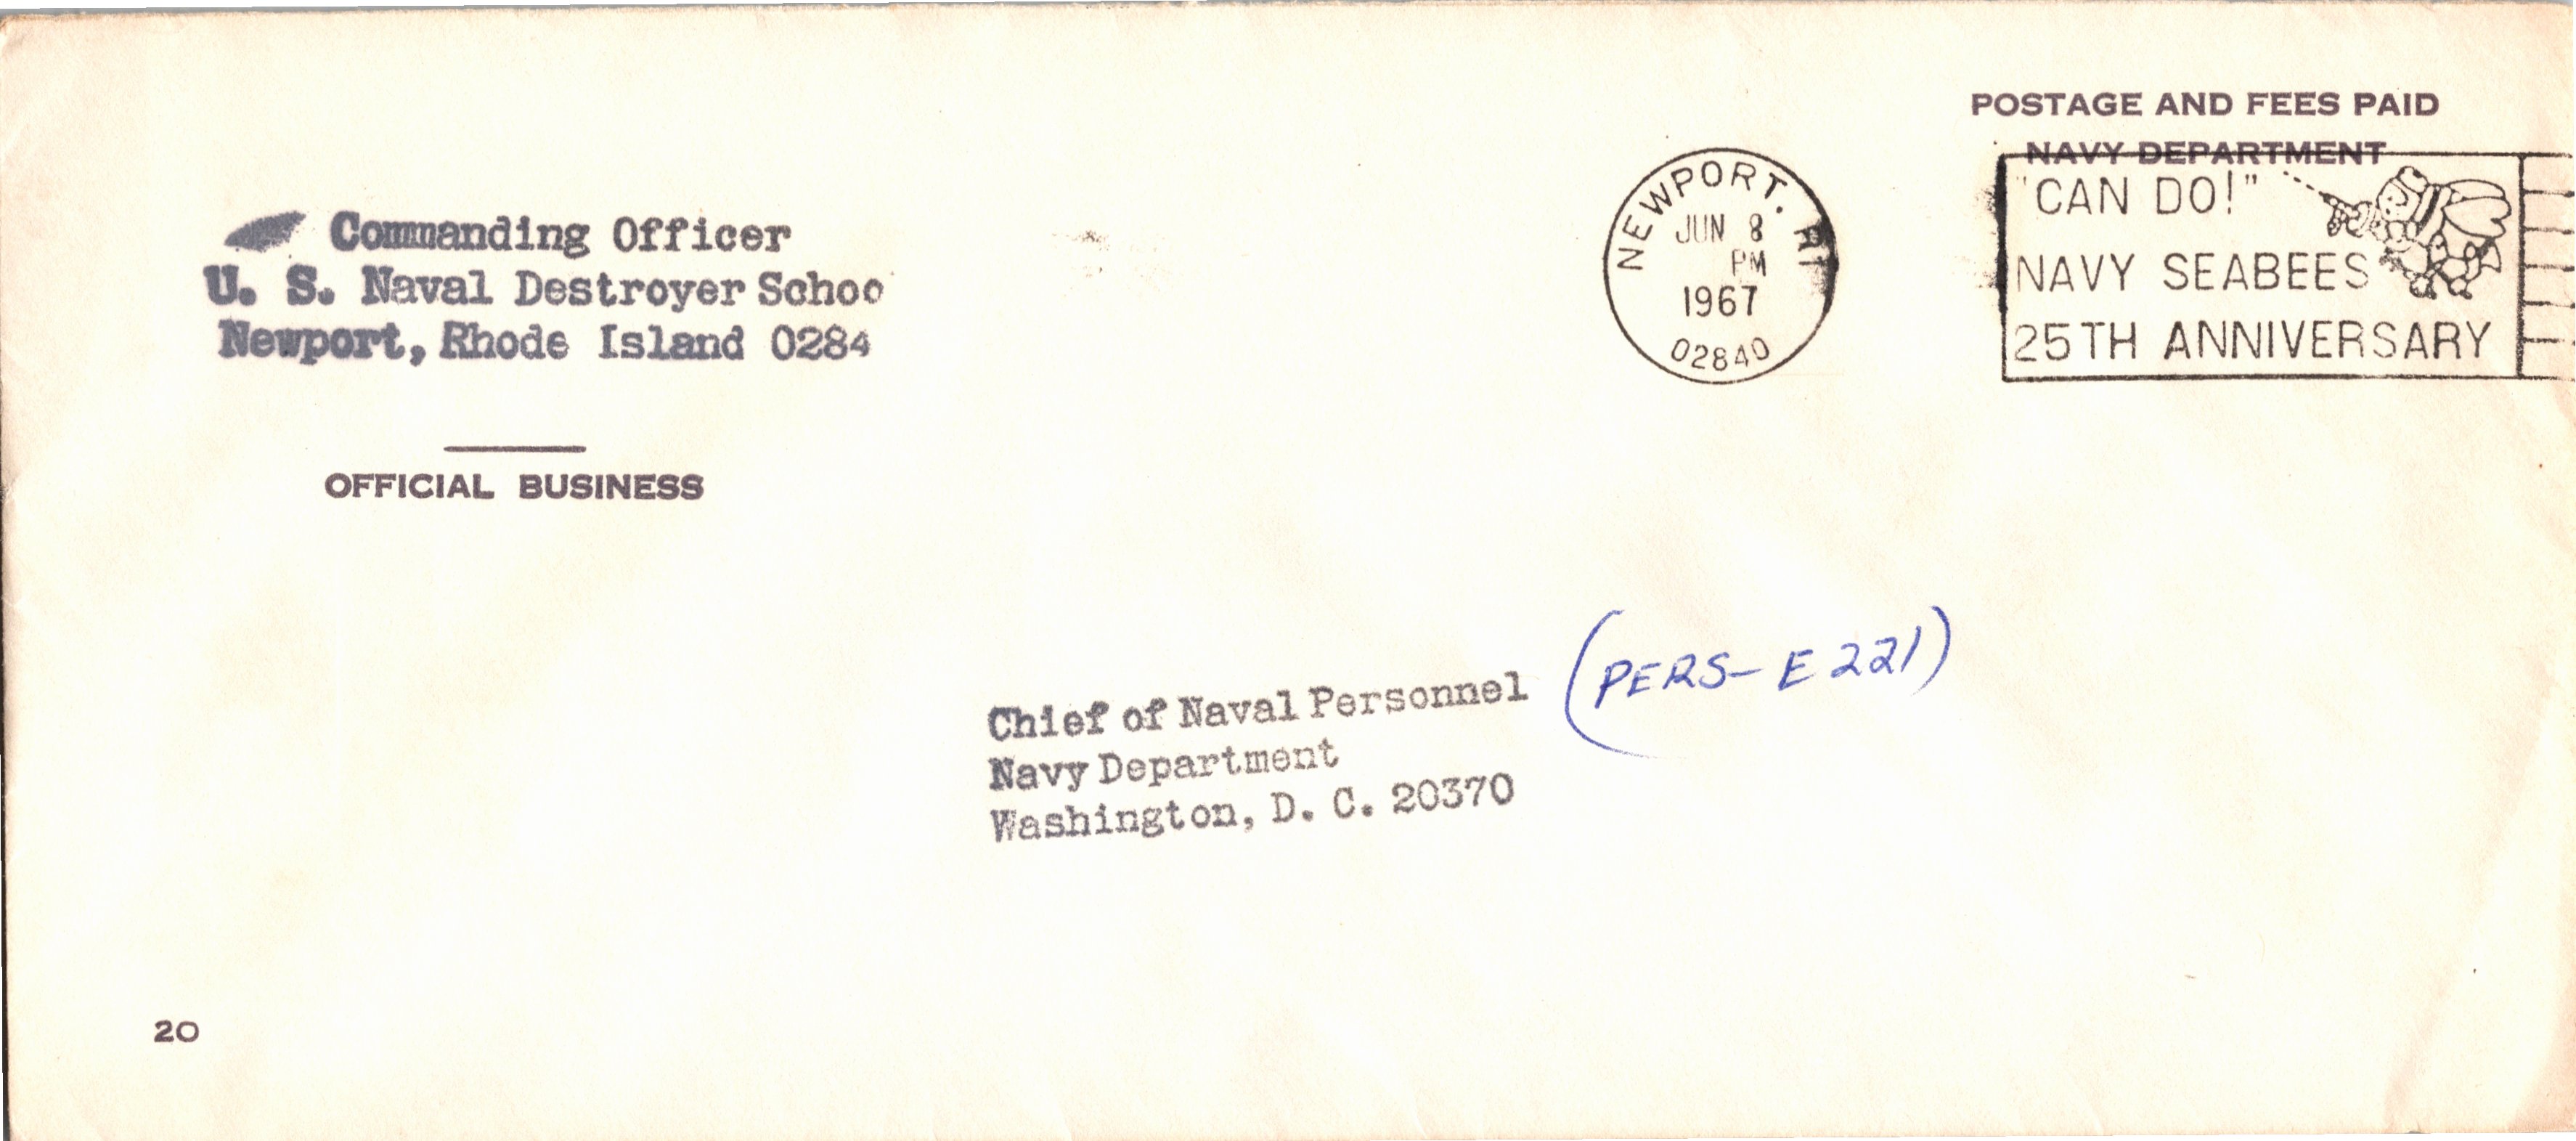 POSTAGE AND FEES PAID
NAVY DEPARTMENT
Commanding Officer
U. S. Naval Destroyer Schoo
Newport, Rhode Island 0284
OFFICIAL BUSINESS
NEWPORT. RI
JUN 8
PM
1967
02840
"CAN DO!"
NAVY SEABEES
25TH ANNIVERSARY
Chief of Naval Personnel (PERS-E221)
Navy Department
Washington, D. C. 20370
20